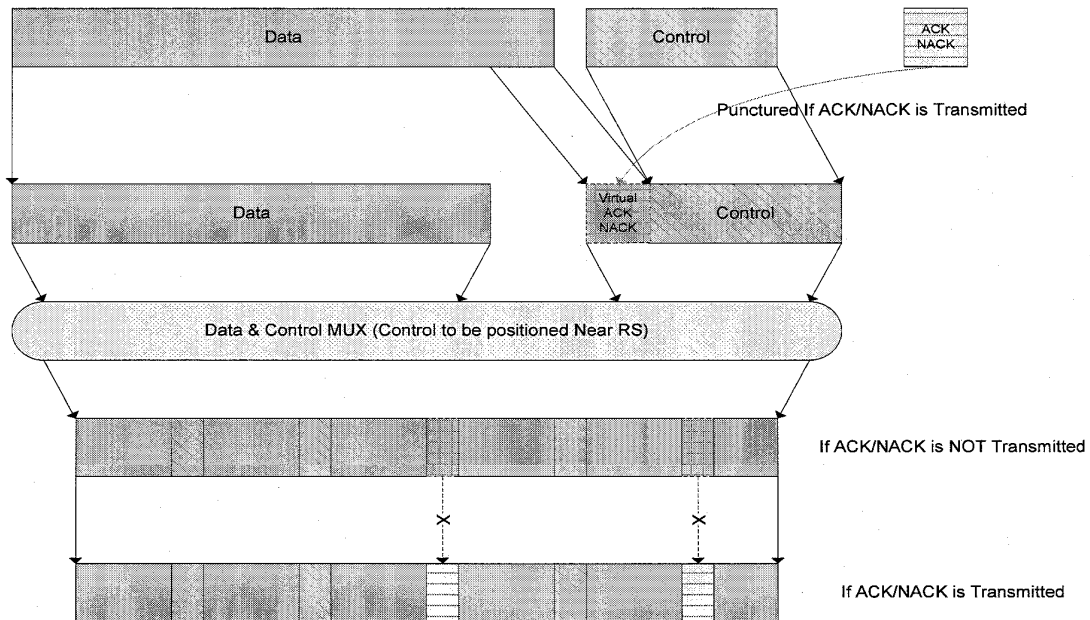 Data
Control
ACK
NACK
Punctured If ACK/NACK is Transmitted
Data
Virtual
ACK
NACK
Control
Data & Control MUX (Control to be positioned Near RS)
If ACK/NACK is NOT Transmitted
X
X
If ACK/NACK is Transmitted